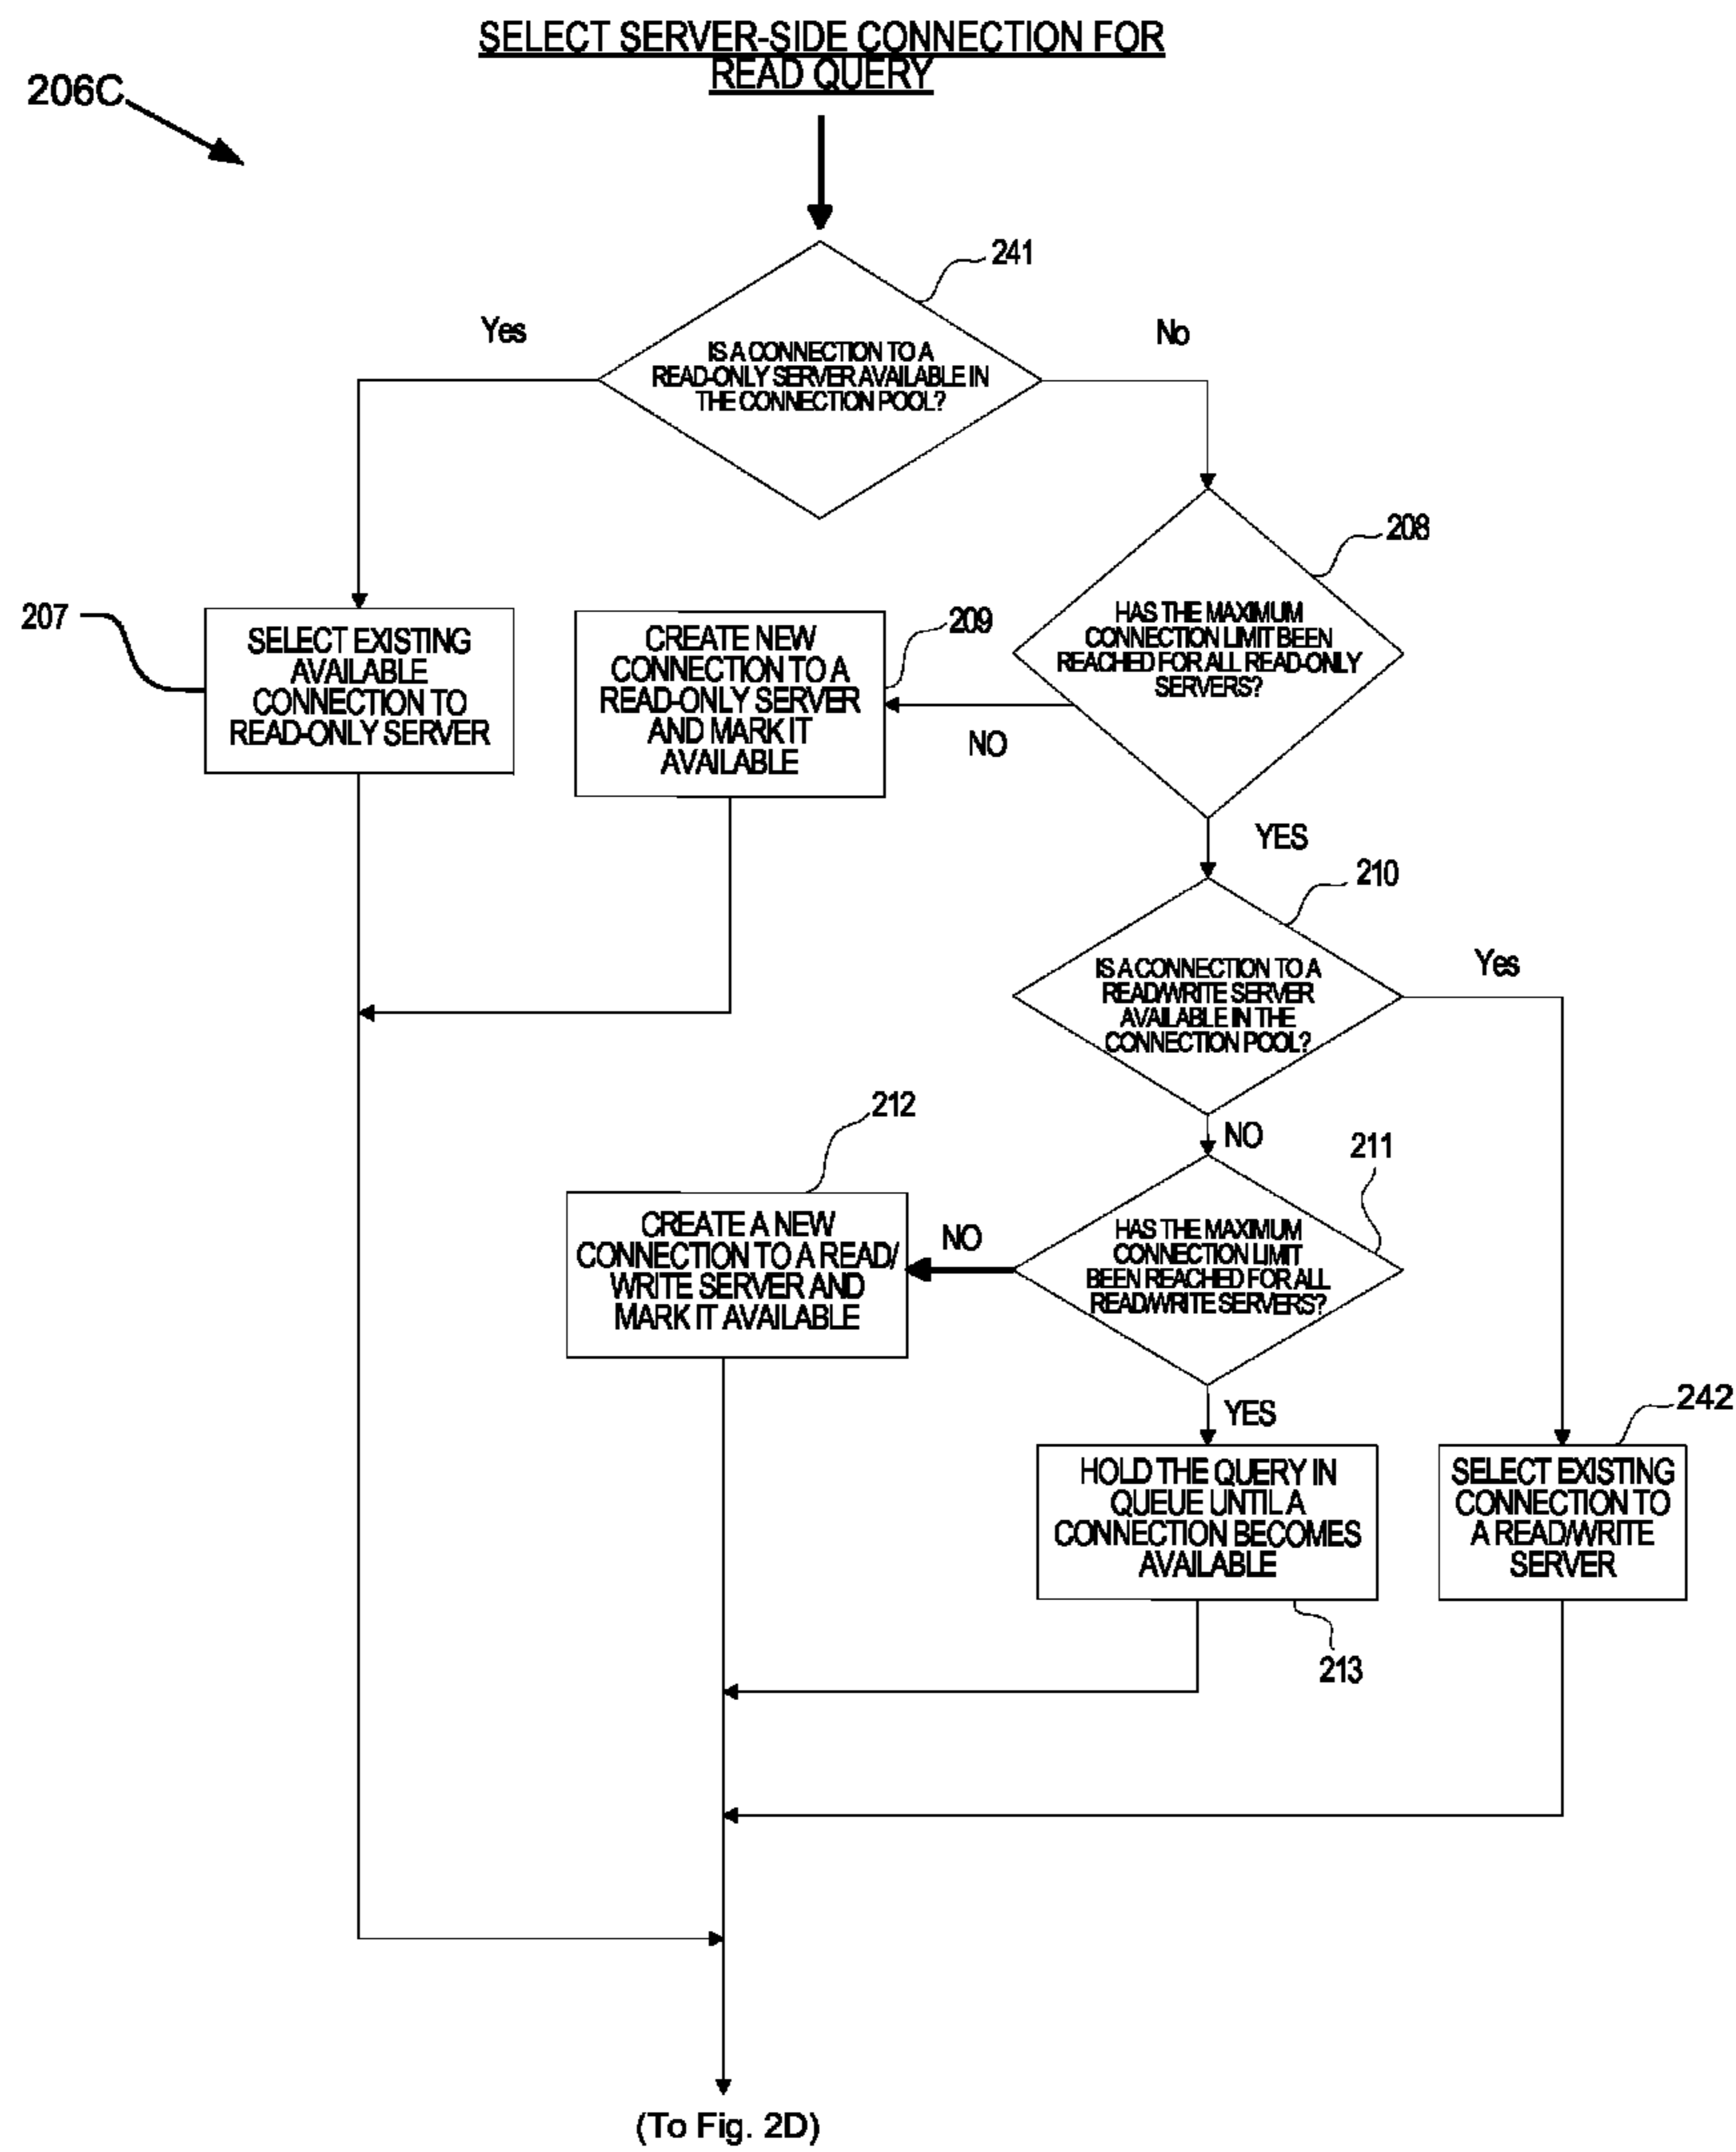 SELECT SERVER-SIDE CONNECTION FOR
READ QUERY
206C
241
Yes
No
IS A CONNECTION TO A
READ-ONLY SERVER AVAILABLE IN
THE CONNECTION POOL?
208
HAS THE MAXIMUM
CONNECTION LIMIT BEEN
REACHED FOR ALL READ-ONLY
SERVERS?
207
SELECT EXISTING
AVAILABLE
CONNECTION TO
READ-ONLY SERVER
209
CREATE NEW
CONNECTION TO A
READ-ONLY SERVER
AND MARK IT
AVAILABLE
NO
YES
210
IS A CONNECTION TO A
READ/WRITE SERVER
AVAILABLE IN THE
CONNECTION POOL?
Yes
NO
211
212
CREATE A NEW
CONNECTION TO A READ/
WRITE SERVER AND
MARK IT AVAILABLE
NO
HAS THE MAXIMUM
CONNECTION LIMIT
BEEN REACHED FOR ALL
READ/WRITE SERVERS?
YES
242
HOLD THE QUERY IN
QUEUE UNTIL A
CONNECTION BECOMES
AVAILABLE
213
SELECT EXISTING
CONNECTION TO
A READ/WRITE
SERVER
(To Fig. 2D)